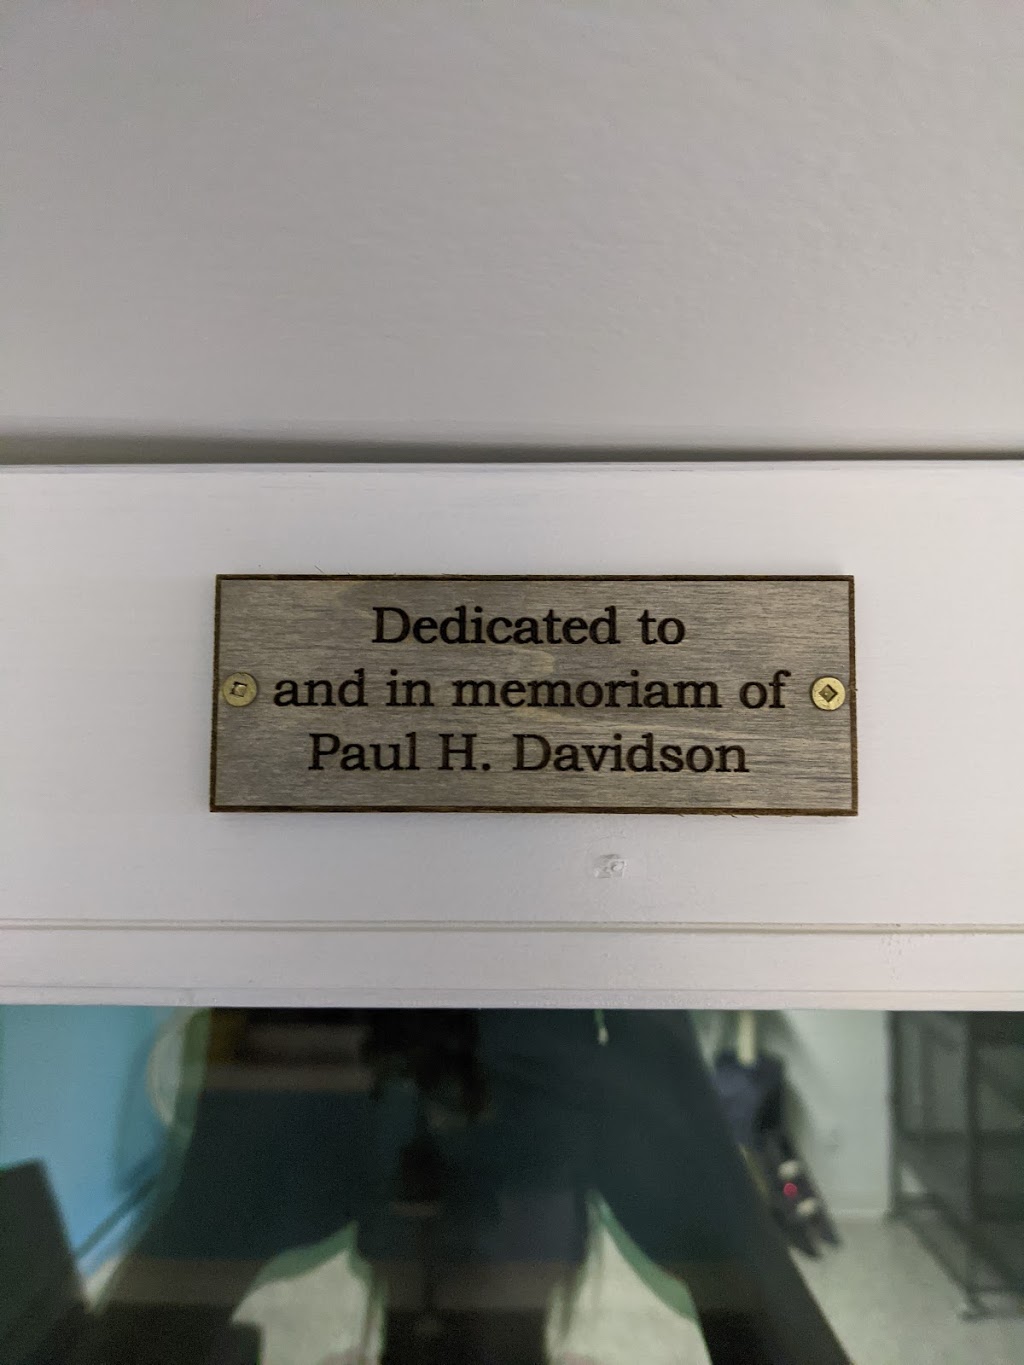 Dedicated to
and in memoriam of
Paul H. Davidson